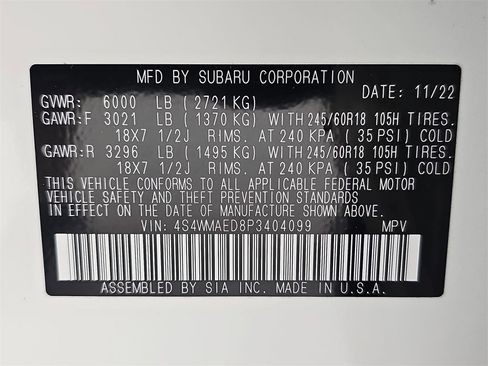 MFD BY SUBARU CORPORATION
DATE: 11/22
GVWR: 6000 LB (2721 KG)
GAWR:F 3021 LB (1370 KG) WITH 245/60R18 105H TIRES.
18X7 1/2J RIMS. AT 240 KPA (35 PSI) COLD
GAWR:R 3296 LB (1495 KG) WITH 245/60R18 105H TIRES.
18X7 1/2J RIMS. AT 240 KPA (35 PSI) COLD
THIS VEHICLE CONFORMS TO ALL APPLICABLE FEDERAL MOTOR
VEHICLE SAFETY AND THEFT PREVENTION STANDARDS
IN EFFECT ON THE DATE OF MANUFACTURE SHOWN ABOVE.
VIN: 4S4WMAED8P3404099 MPV
ASSEMBLED BY SIA INC. MADE IN U.S.A.